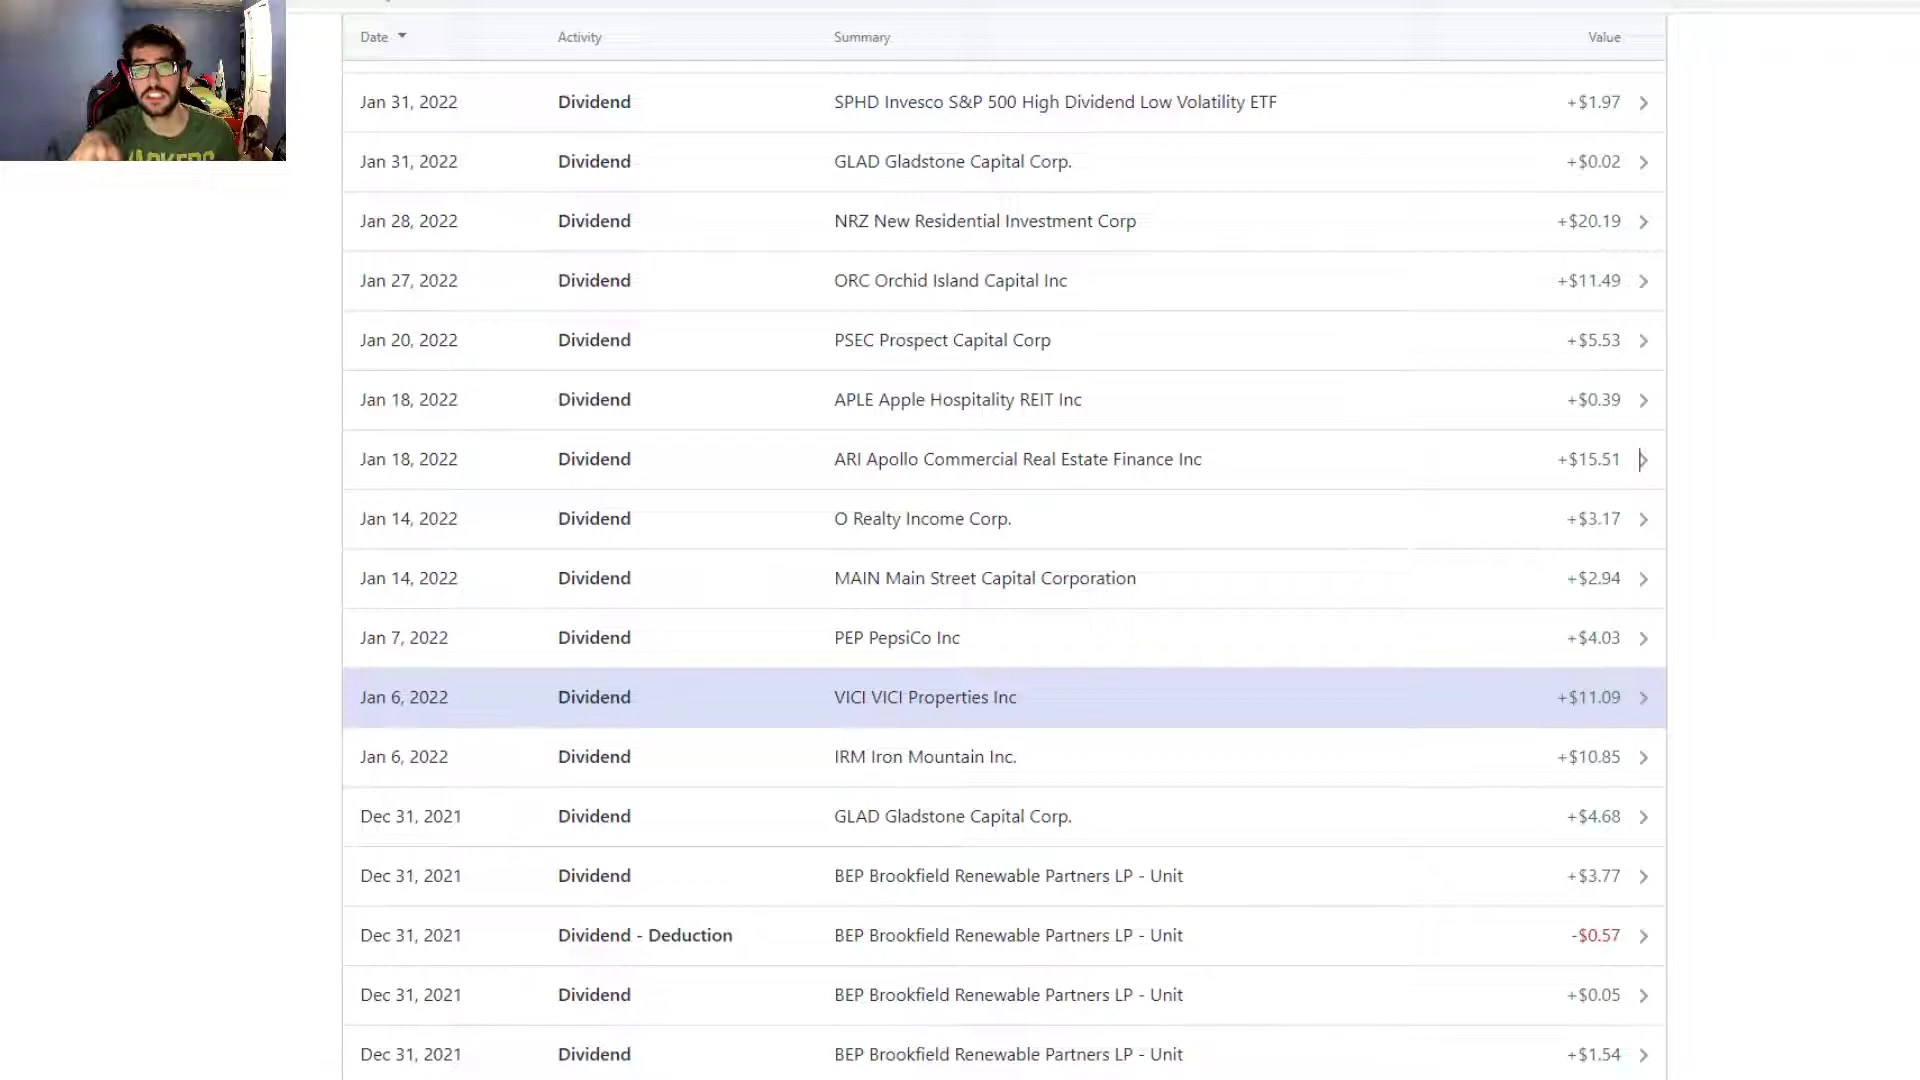 Date Activity Summary Value
Jan 31, 2022 Dividend SPHD Invesco S&P 500 High Dividend Low Volatility ETF +$1.97
Jan 31, 2022 Dividend GLAD Gladstone Capital Corp. +$0.02
Jan 28, 2022 Dividend NRZ New Residential Investment Corp +$20.19
Jan 27, 2022 Dividend ORC Orchid Island Capital Inc +$11.49
Jan 20, 2022 Dividend PSEC Prospect Capital Corp +$5.53
Jan 18, 2022 Dividend APLE Apple Hospitality REIT Inc +$0.39
Jan 18, 2022 Dividend ARI Apollo Commercial Real Estate Finance Inc +$15.51
Jan 14, 2022 Dividend O Realty Income Corp. +$3.17
Jan 14, 2022 Dividend MAIN Main Street Capital Corporation +$2.94
Jan 7, 2022 Dividend PEP PepsiCo Inc +$4.03
Jan 6, 2022 Dividend VICI VICI Properties Inc +$11.09
Jan 6, 2022 Dividend IRM Iron Mountain Inc. +$10.85
Dec 31, 2021 Dividend GLAD Gladstone Capital Corp. +$4.68
Dec 31, 2021 Dividend BEP Brookfield Renewable Partners LP - Unit +$3.77
Dec 31, 2021 Dividend - Deduction BEP Brookfield Renewable Partners LP - Unit -$0.57
Dec 31, 2021 Dividend BEP Brookfield Renewable Partners LP - Unit +$0.05
Dec 31, 2021 Dividend BEP Brookfield Renewable Partners LP - Unit +$1.54